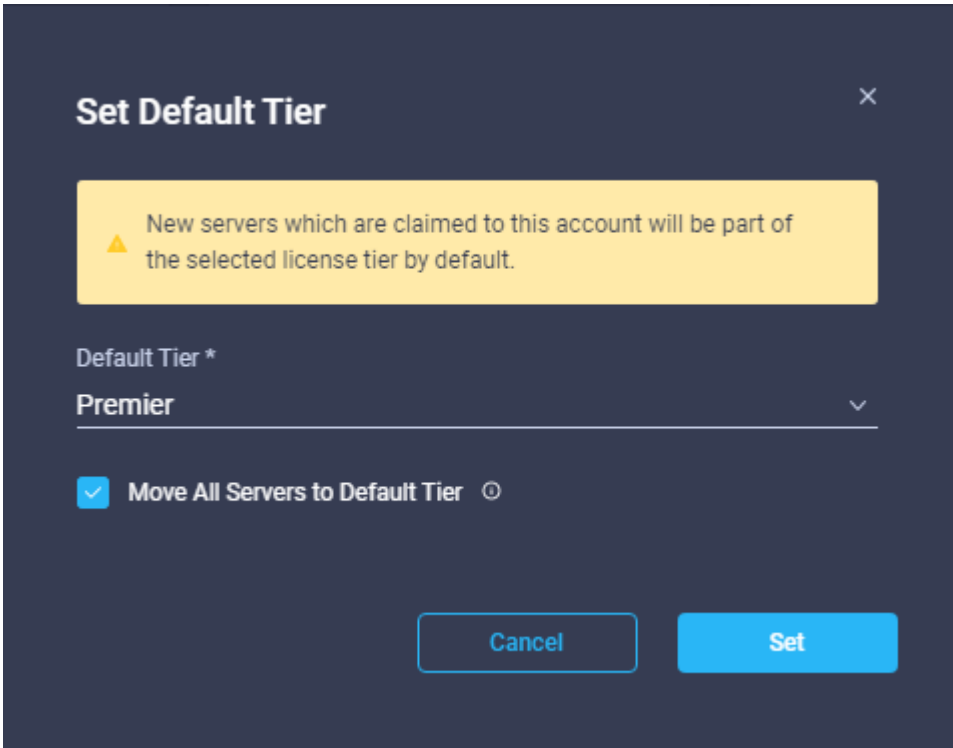 Set Default Tier
New servers which are claimed to this account will be part of
the selected license tier by default.
Default Tier *
Premier
Move All Servers to Default Tier
Cancel
Set